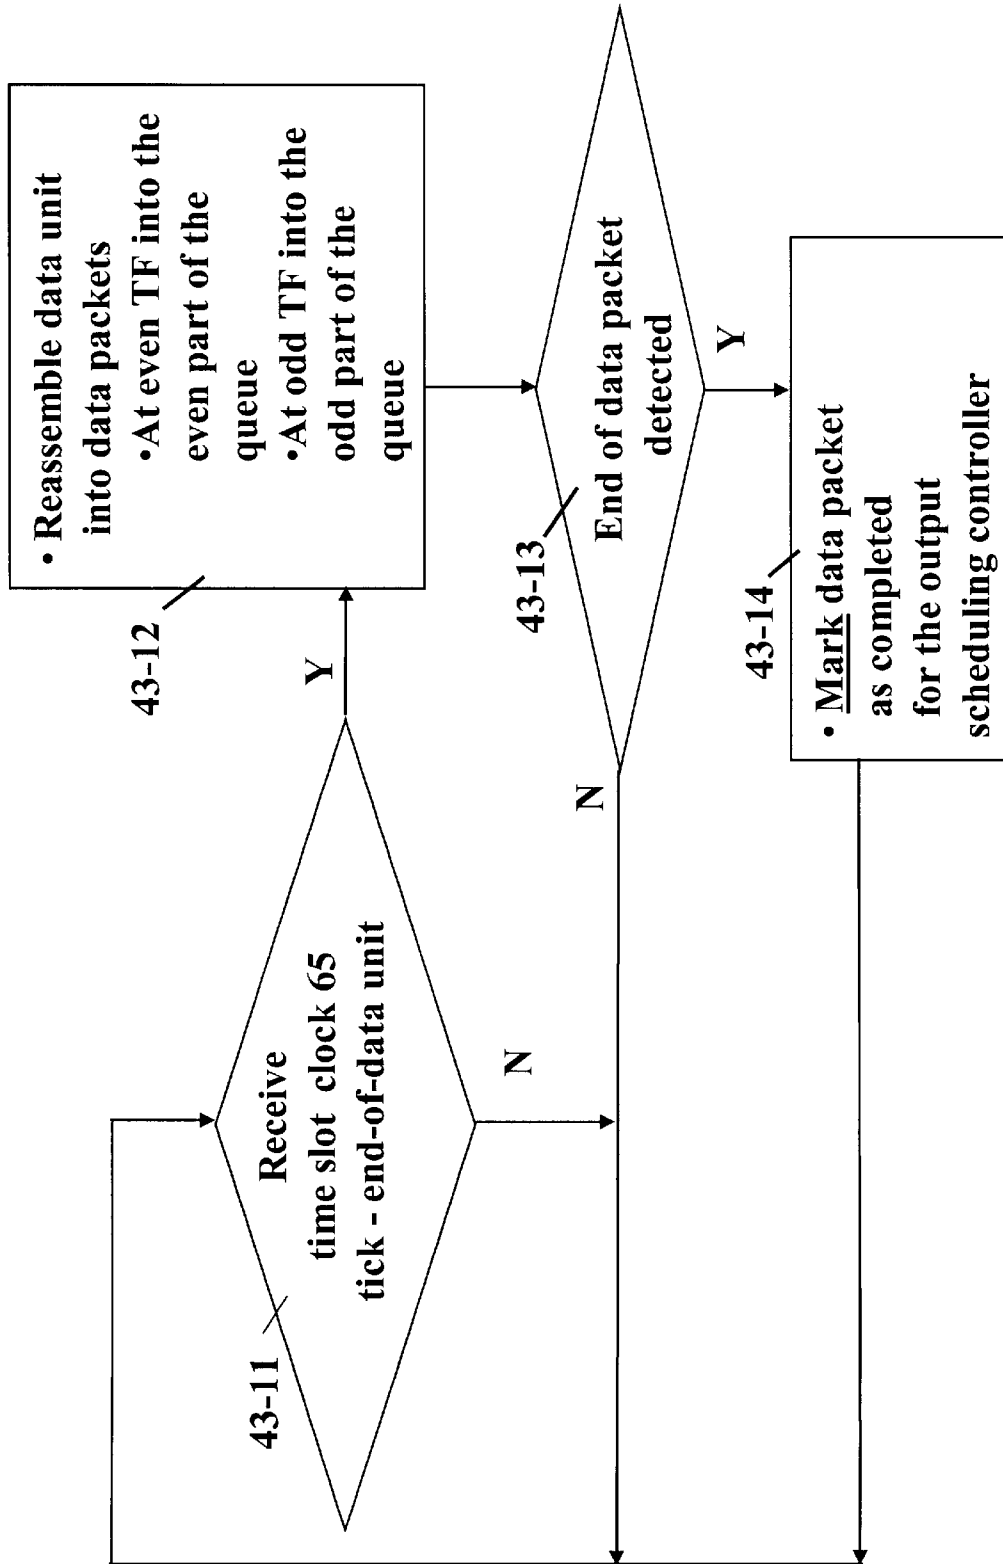 43-11
Receive
time slot clock 65
tick - end-of-data unit
Y
N
43-12
• Reassemble data unit
into data packets
•At even TF into the
even part of the
queue
•At odd TF into the
odd part of the
queue
43-13
End of data packet
detected
N
Y
43-14
• Mark data packet
as completed
for the output
scheduling controller